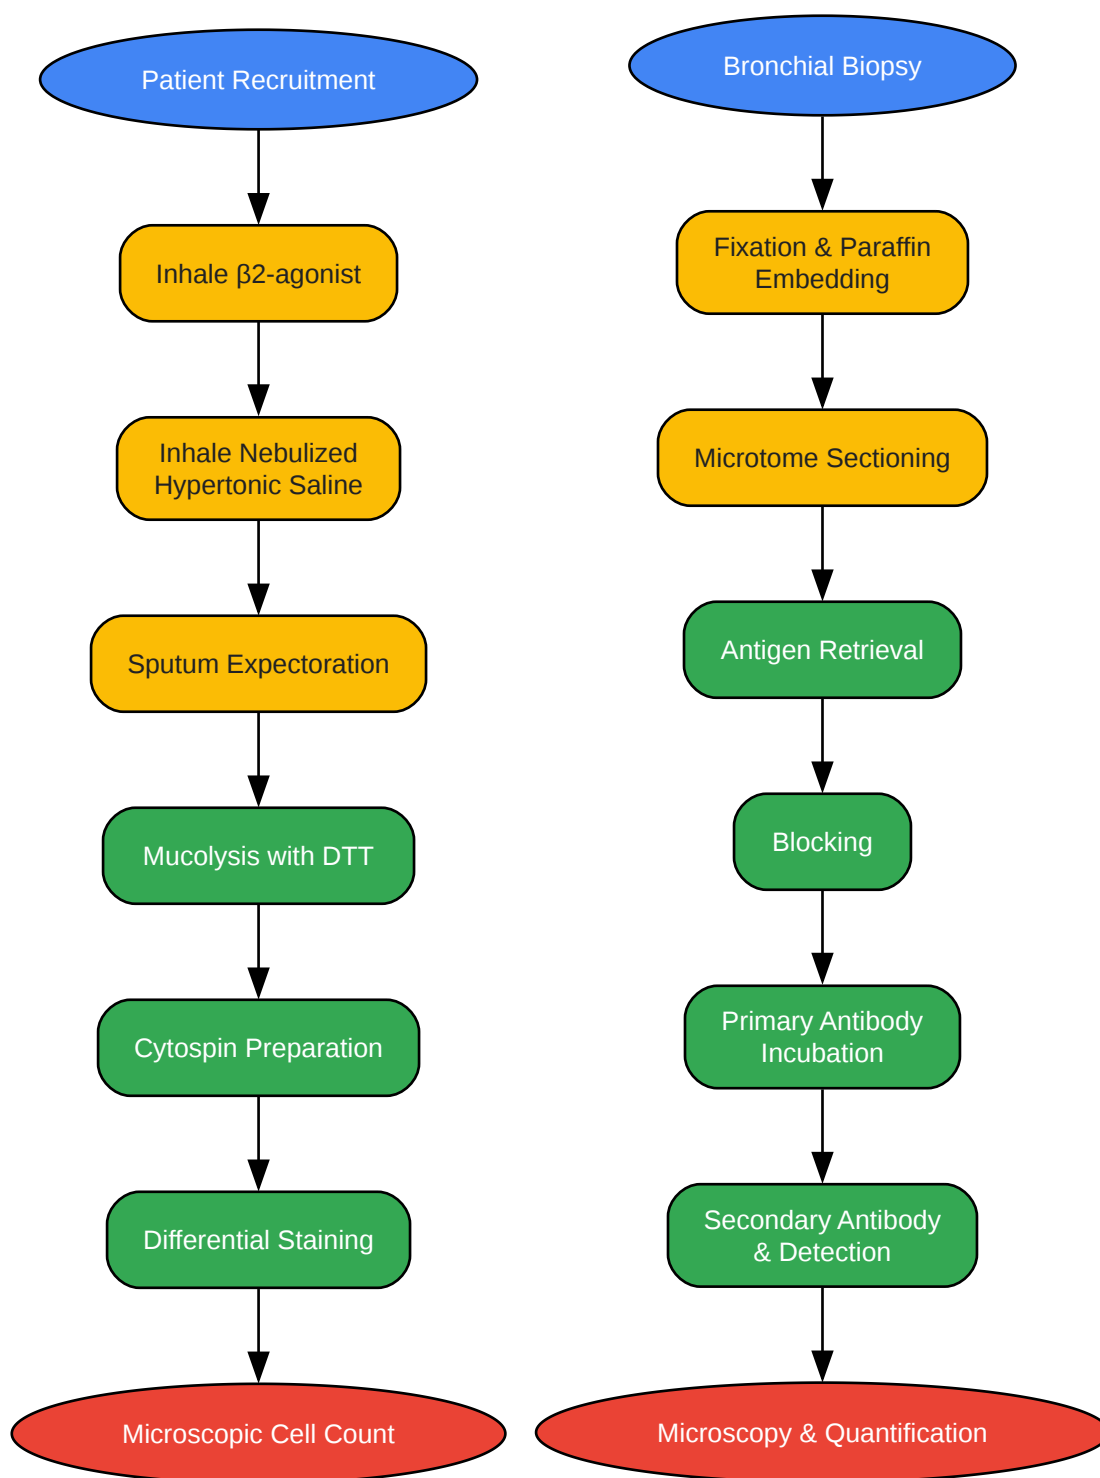 Patient Recruitment
Inhale β2-agonist
Inhale Nebulized
Hypertonic Saline
Sputum Expectoration
Mucolysis with DTT
Cytospin Preparation
Differential Staining
Microscopic Cell Count
Bronchial Biopsy
Fixation & Paraffin
Embedding
Microtome Sectioning
Antigen Retrieval
Blocking
Primary Antibody
Incubation
Secondary Antibody
& Detection
Microscopy & Quantification